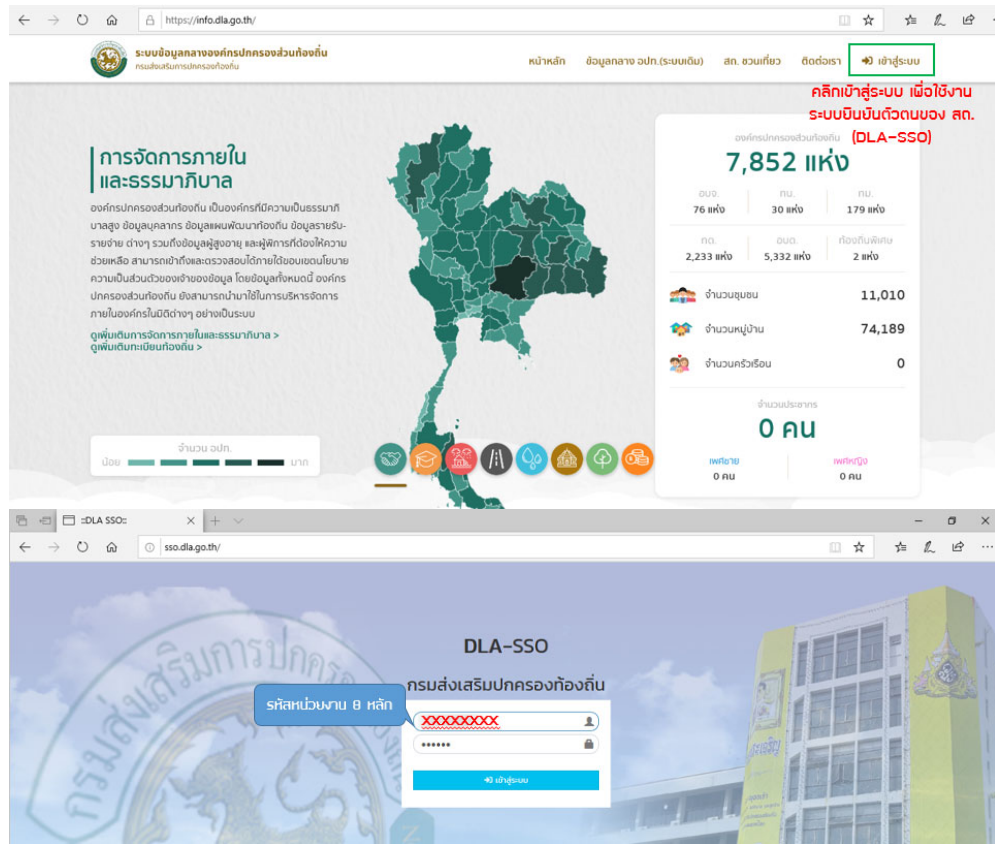 https://info.dla.go.th/
ระบบข้อมูลกลางองค์กรปกครองส่วนท้องถิ่น
กรมส่งเสริมการปกครองท้องถิ่น
หน้าหลัก ข้อมูลกลาง อปท.(ระบบเดิม) สถ. ชวนเที่ยว ติดต่อเรา เข้าสู่ระบบ
คลิกเข้าสู่ระบบ เพื่อใช้งาน
ระบบยืนยันตัวตนของ สถ.
(DLA-SSO)
การจัดการภายใน
และธรรมาภิบาล
องค์กรปกครองส่วนท้องถิ่น เป็นองค์กรที่มีความเป็นธรรมาภิ
บาลสูง ข้อมูลบุคลากร ข้อมูลแผนพัฒนาท้องถิ่น ข้อมูลรายรับ-
รายจ่าย ต่างๆ รวมถึงข้อมูลผู้สูงอายุ และผู้พิการที่ต้องให้ความ
ช่วยเหลือ สามารถเข้าถึงและตรวจสอบได้ภายใต้ขอบเขตนโยบาย
ความเป็นส่วนตัวของเจ้าของข้อมูล โดยข้อมูลทั้งหมดนี้ องค์กร
ปกครองส่วนท้องถิ่น ยังสามารถนำมาใช้ในการบริหารจัดการ
ภายในองค์กรในมิติต่างๆ อย่างเป็นระบบ
ดูเพิ่มเติมการจัดการภายในและธรรมาภิบาล >
ดูเพิ่มเติมทะเบียนท้องถิ่น >
จำนวน อปท.
น้อย มาก
องค์กรปกครองส่วนท้องถิ่น
7,852 แห่ง
อบจ. ทน. ทม.
76 แห่ง 30 แห่ง 179 แห่ง
ทต. อบต. ท้องถิ่นพิเศษ
2,233 แห่ง 5,332 แห่ง 2 แห่ง
จำนวนชุมชน 11,010
จำนวนหมู่บ้าน 74,189
จำนวนครัวเรือน 0
จำนวนประชากร
0 คน
เพศชาย เพศหญิง
0 คน 0 คน
::DLA SSO::
sso.dla.go.th/
DLA-SSO
กรมส่งเสริมปกครองท้องถิ่น
รหัสหน่วยงาน 8 หลัก
XXXXXXXX
เข้าสู่ระบบ
กรมส่งเสริมการปกครอง